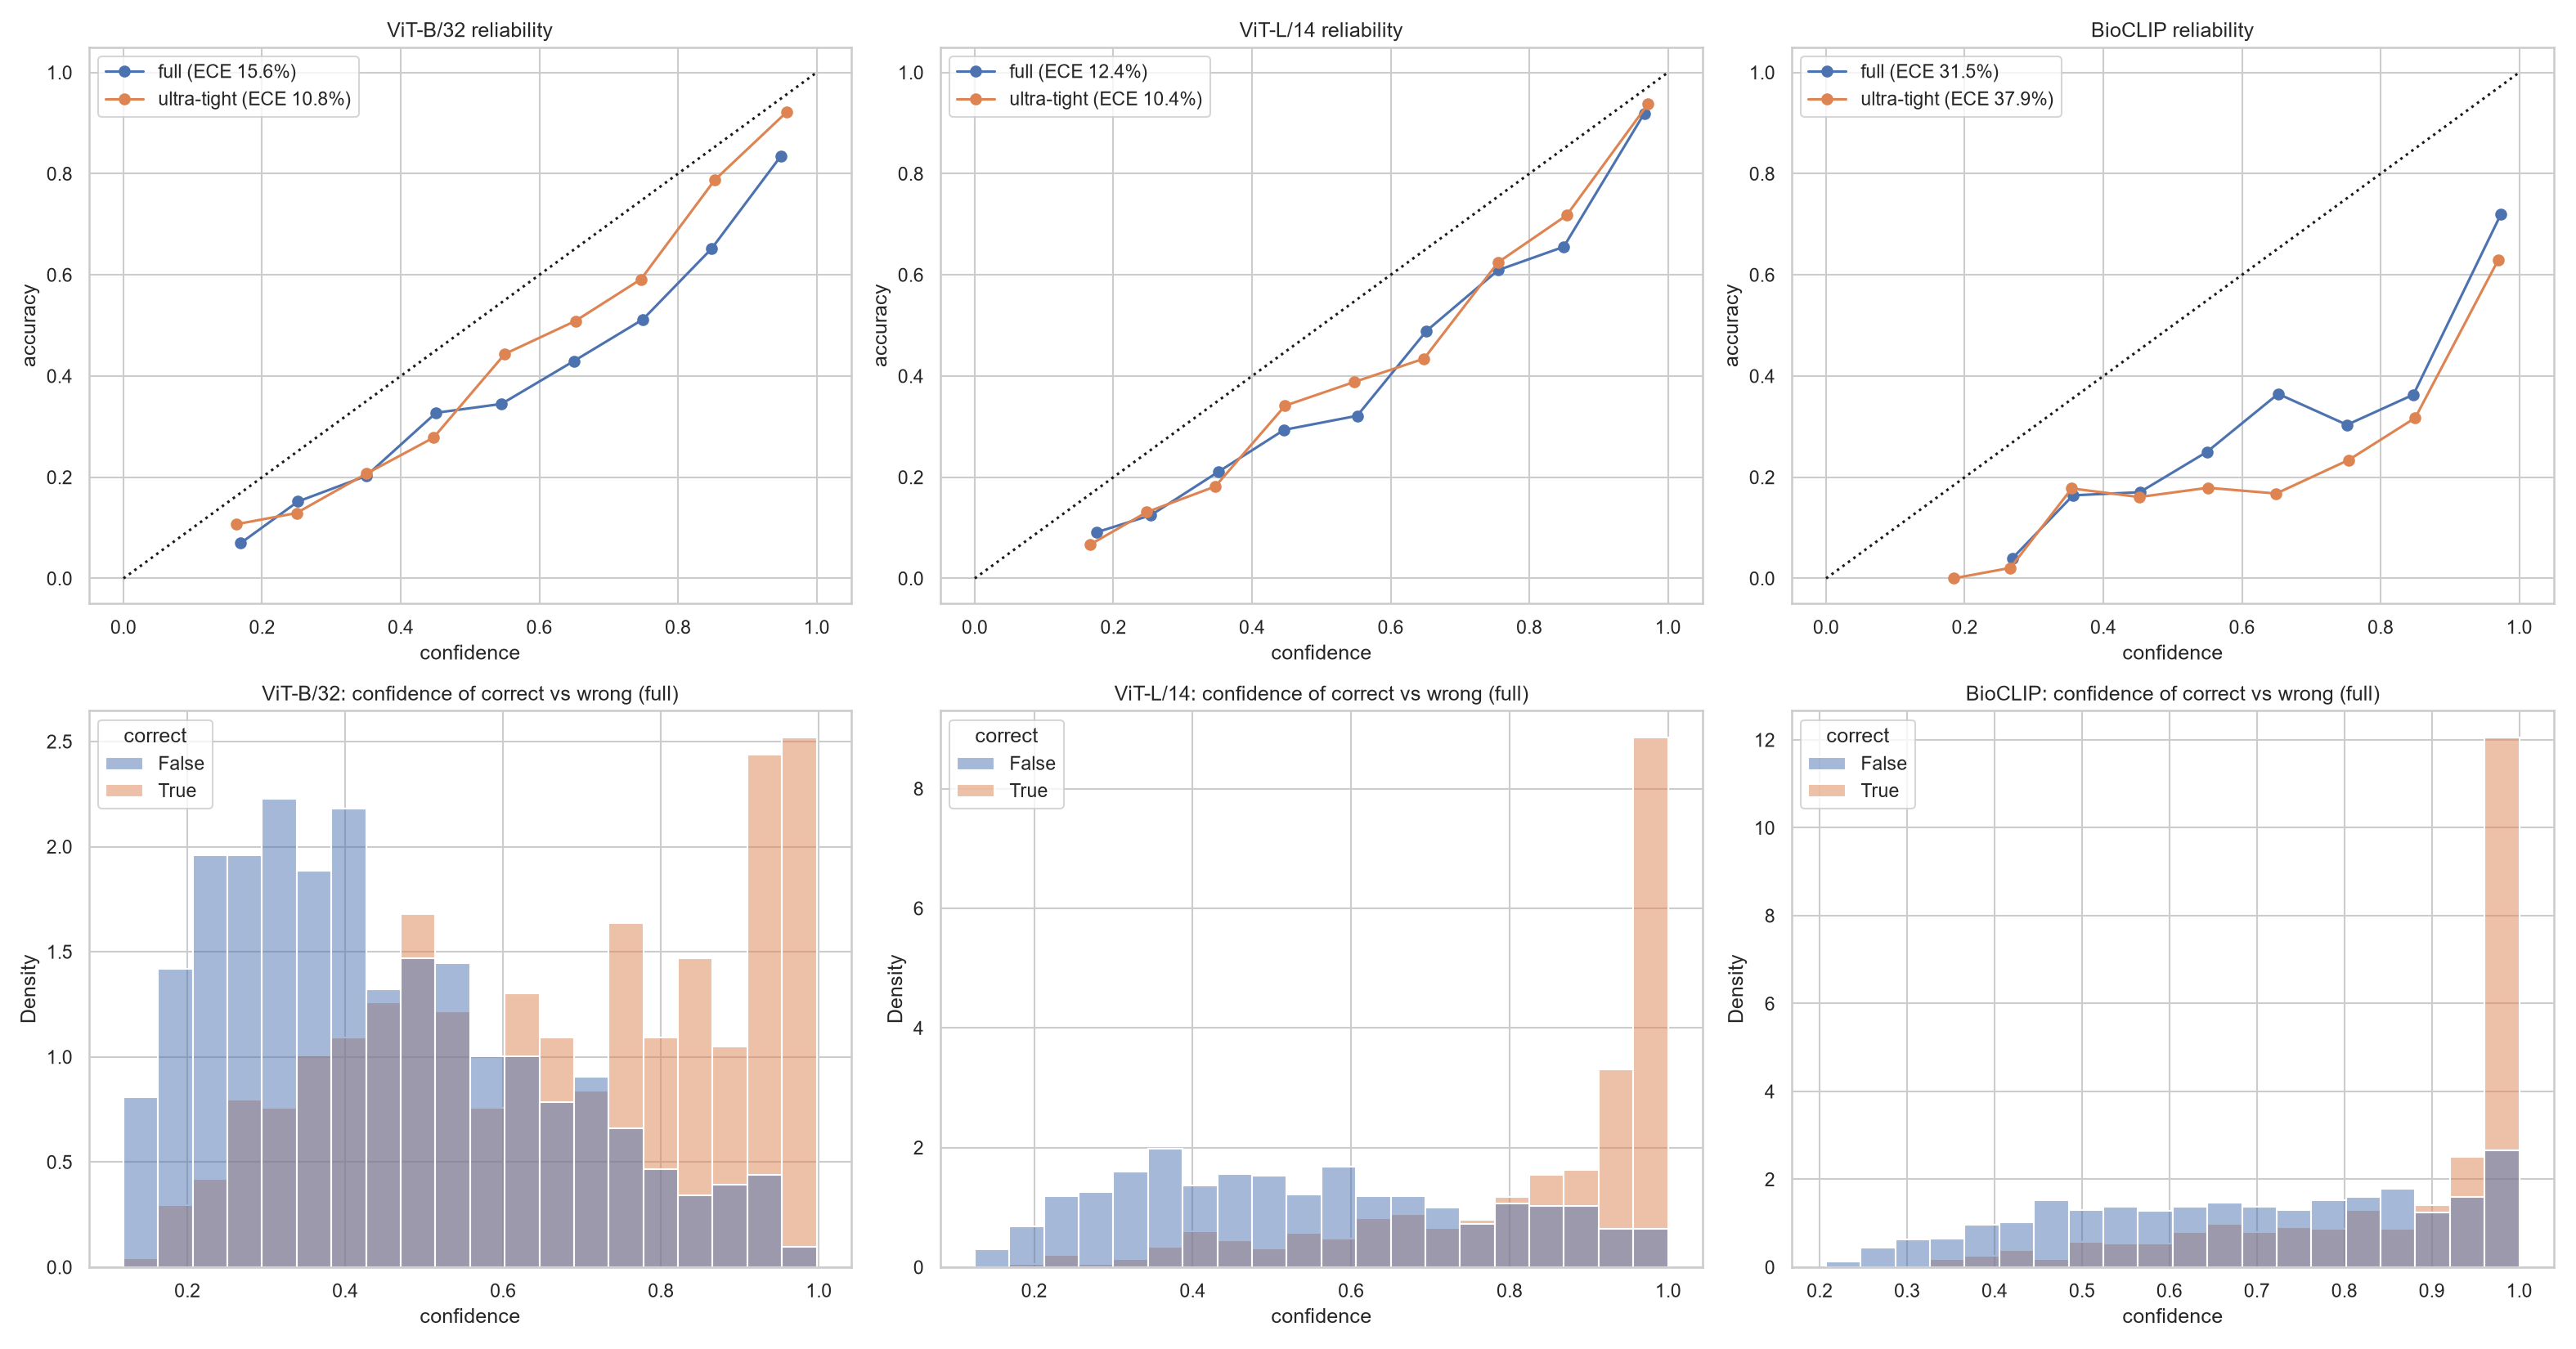 ViT-B/32 reliability
full (ECE 15.6%)
ultra-tight (ECE 10.8%)
1.0
0.8
0.6
0.4
0.2
0.0
accuracy
0.0 0.2 0.4 0.6 0.8 1.0
confidence
ViT-L/14 reliability
full (ECE 12.4%)
ultra-tight (ECE 10.4%)
1.0
0.8
0.6
0.4
0.2
0.0
accuracy
0.0 0.2 0.4 0.6 0.8 1.0
confidence
BioCLIP reliability
full (ECE 31.5%)
ultra-tight (ECE 37.9%)
1.0
0.8
0.6
0.4
0.2
0.0
accuracy
0.0 0.2 0.4 0.6 0.8 1.0
confidence
ViT-B/32: confidence of correct vs wrong (full)
correct
False
True
2.5
2.0
1.5
1.0
0.5
0.0
Density
0.2 0.4 0.6 0.8 1.0
confidence
ViT-L/14: confidence of correct vs wrong (full)
correct
False
True
8
6
4
2
0
Density
0.2 0.4 0.6 0.8 1.0
confidence
BioCLIP: confidence of correct vs wrong (full)
correct
False
True
12
10
8
6
4
2
0
Density
0.2 0.3 0.4 0.5 0.6 0.7 0.8 0.9 1.0
confidence